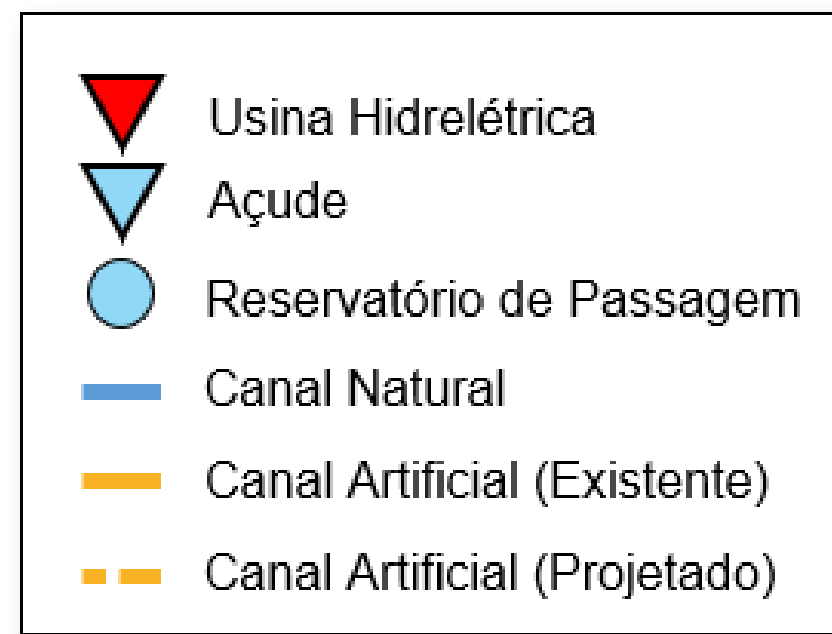 Usina Hidrelétrica
Açude
Reservatório de Passagem
Canal Natural
Canal Artificial (Existente)
Canal Artificial (Projetado)